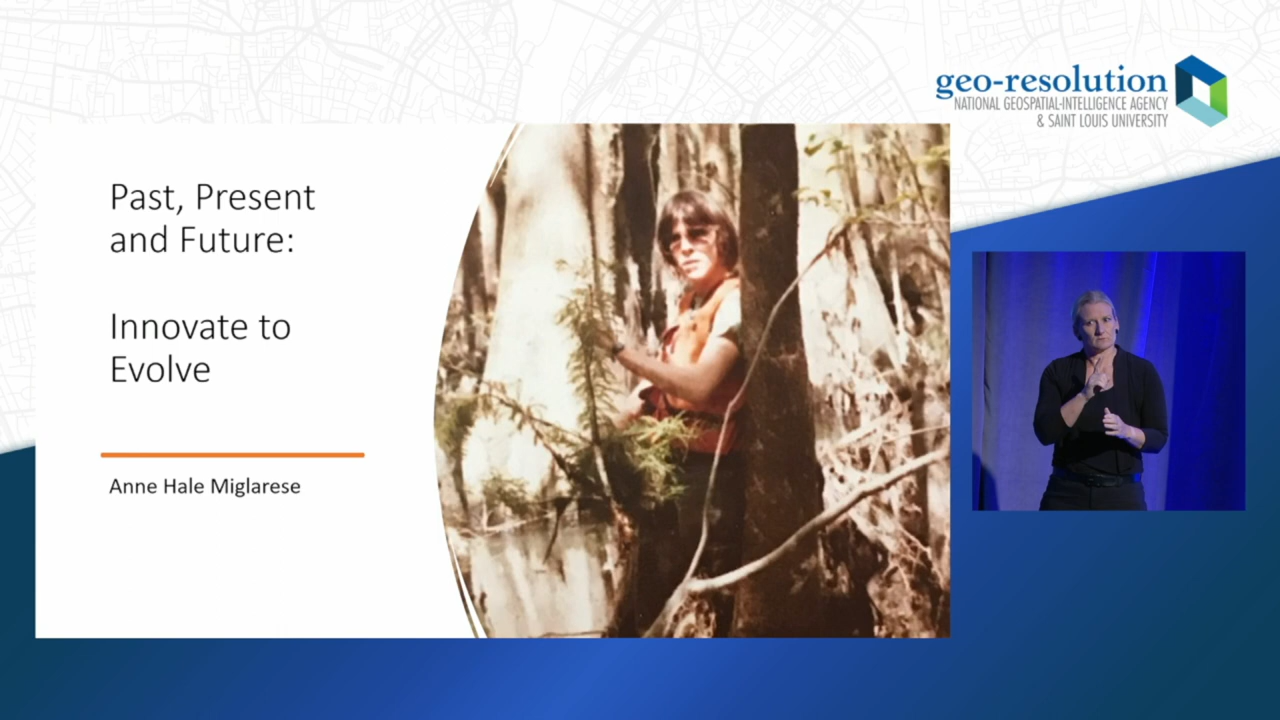 geo-resolution
NATIONAL GEOSPATIAL-INTELLIGENCE AGENCY
& SAINT LOUIS UNIVERSITY
Past, Present
and Future:
Innovate to
Evolve
Anne Hale Miglarese